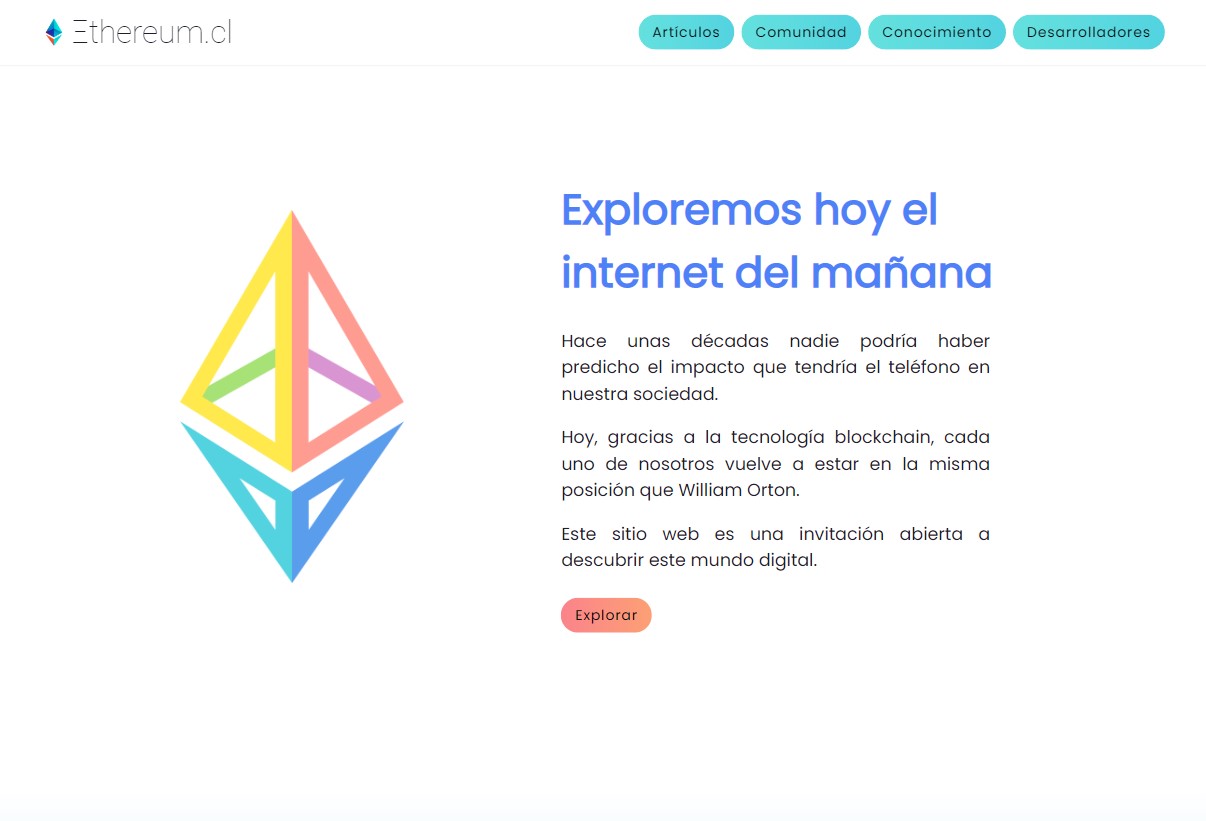 Ξthereum.cl
Artículos
Comunidad
Conocimiento
Desarrolladores
Exploremos hoy el
internet del mañana
Hace unas décadas nadie podría haber
predicho el impacto que tendría el teléfono en
nuestra sociedad.
Hoy, gracias a la tecnología blockchain, cada
uno de nosotros vuelve a estar en la misma
posición que William Orton.
Este sitio web es una invitación abierta a
descubrir este mundo digital.
Explorar